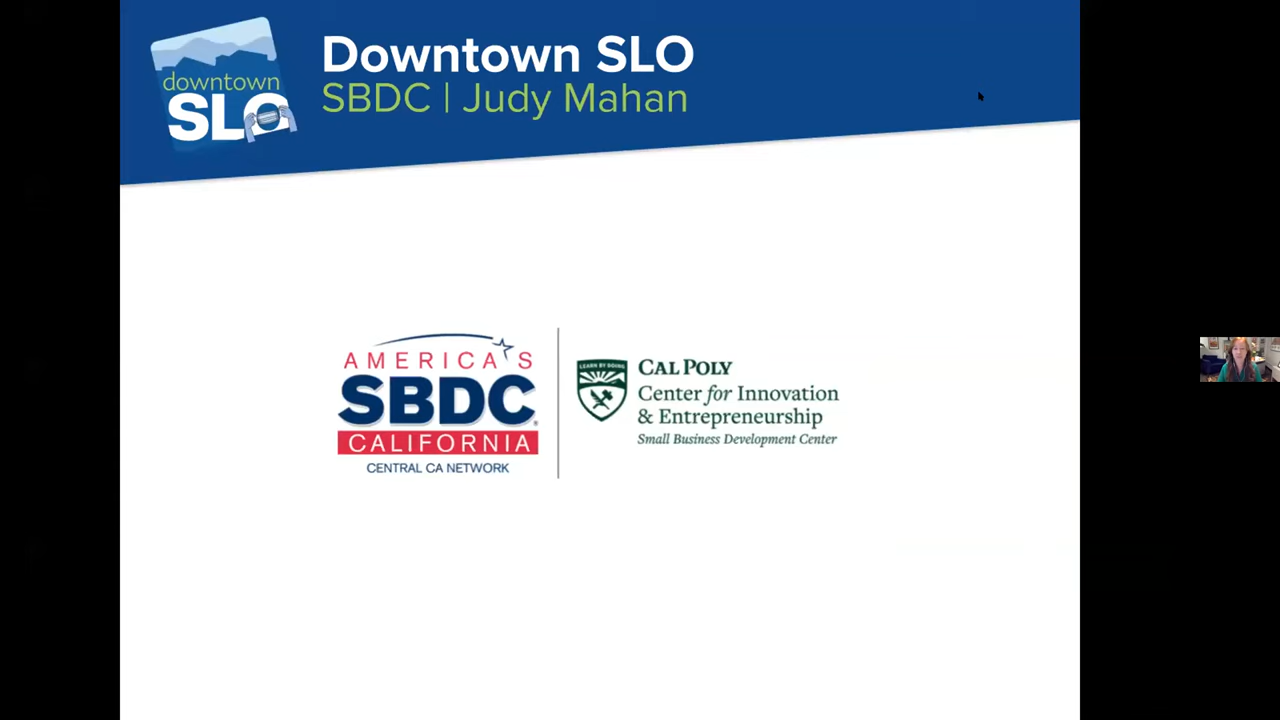 downtown
SLO
Downtown SLO
SBDC | Judy Mahan
AMERICA'S
SBDC
CALIFORNIA
CENTRAL CA NETWORK
LEARN BY DOING
CAL POLY
Center for Innovation
& Entrepreneurship
Small Business Development Center